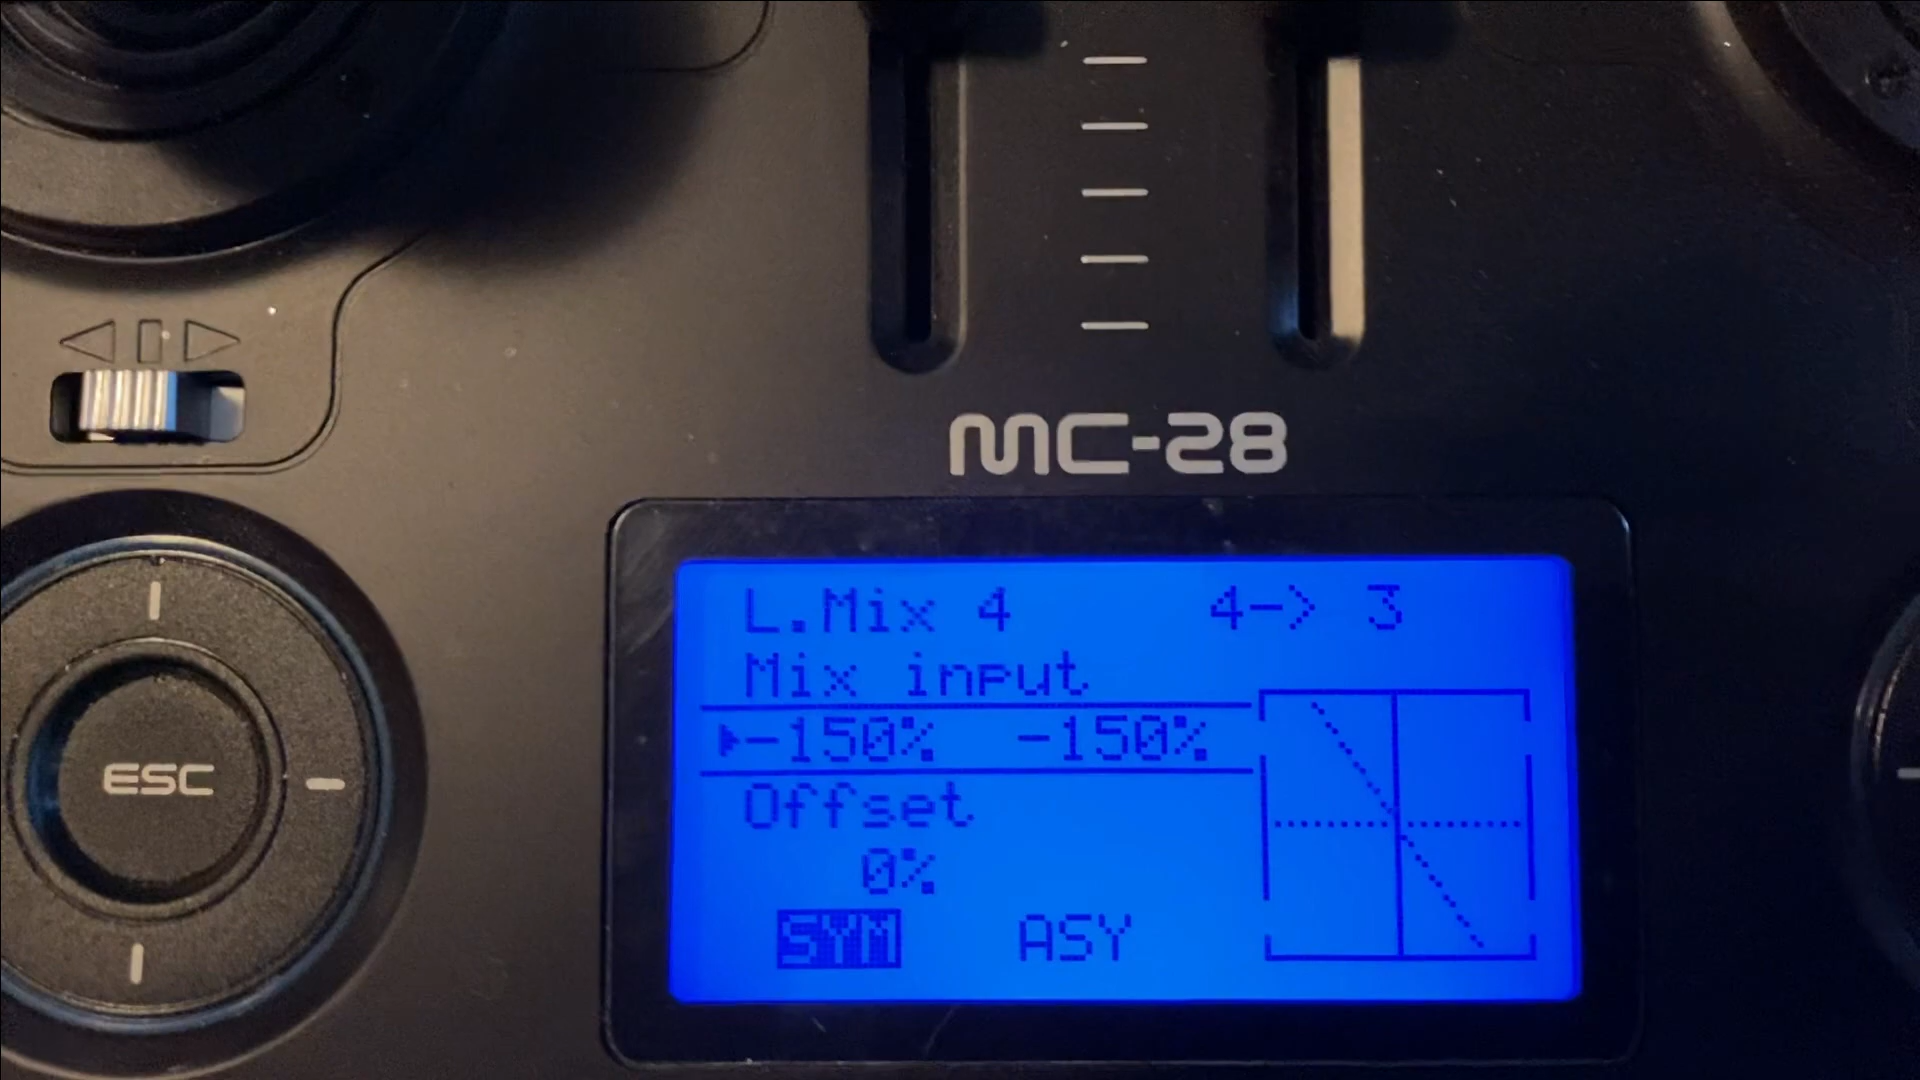 MC-28
L.Mix 4 4-> 3
Mix input
-150% -150%
Offset
0%
SYM ASY
ESC